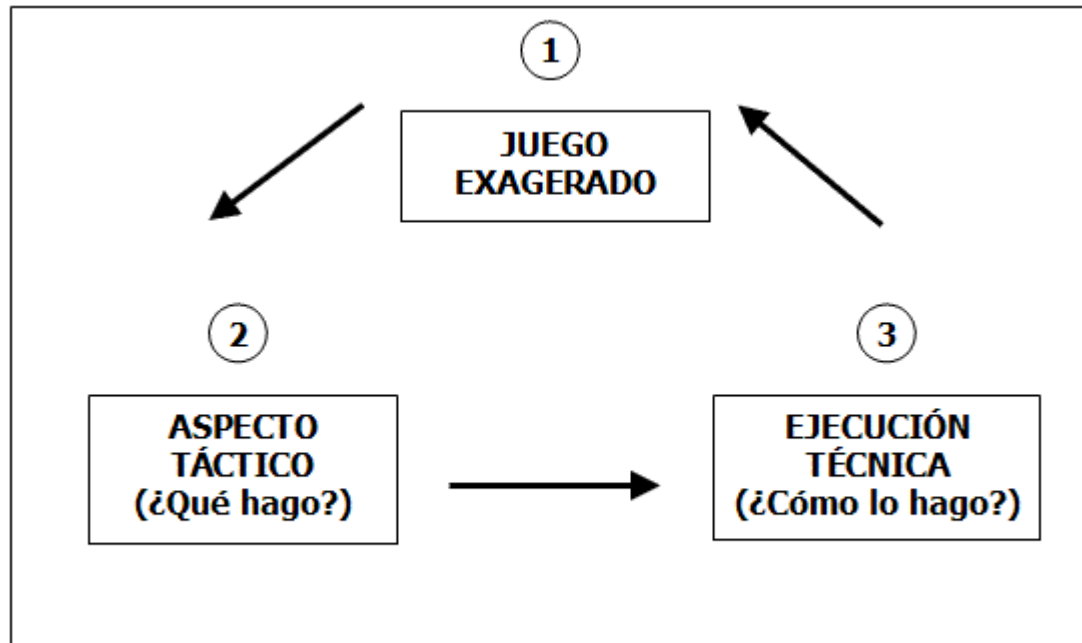 1
JUEGO
EXAGERADO
2
ASPECTO
TÁCTICO
(¿Qué hago?)
3
EJECUCIÓN
TÉCNICA
(¿Cómo lo hago?)